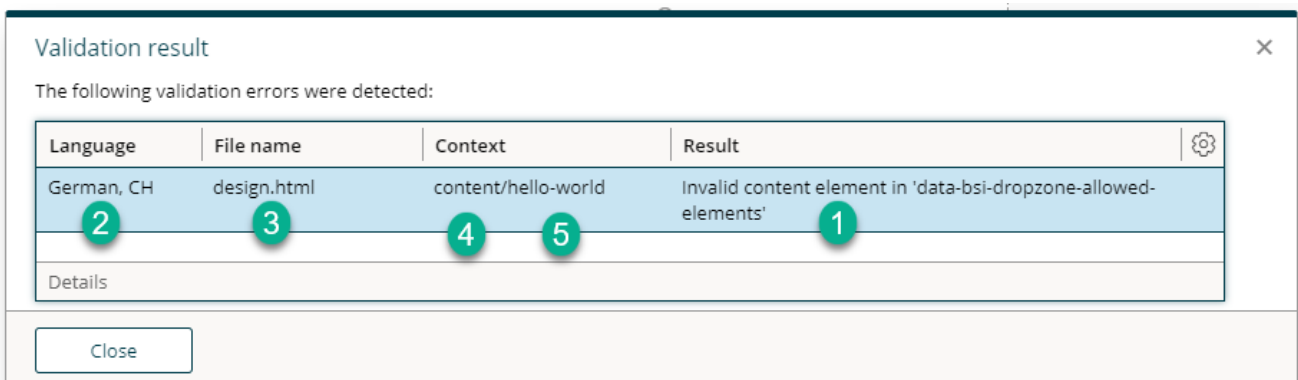 Validation result
The following validation errors were detected:
Language File name Context Result
German, CH design.html content/hello-world Invalid content element in 'data-bsi-dropzone-allowed-
elements'
2 3 4 5 1
Details
Close